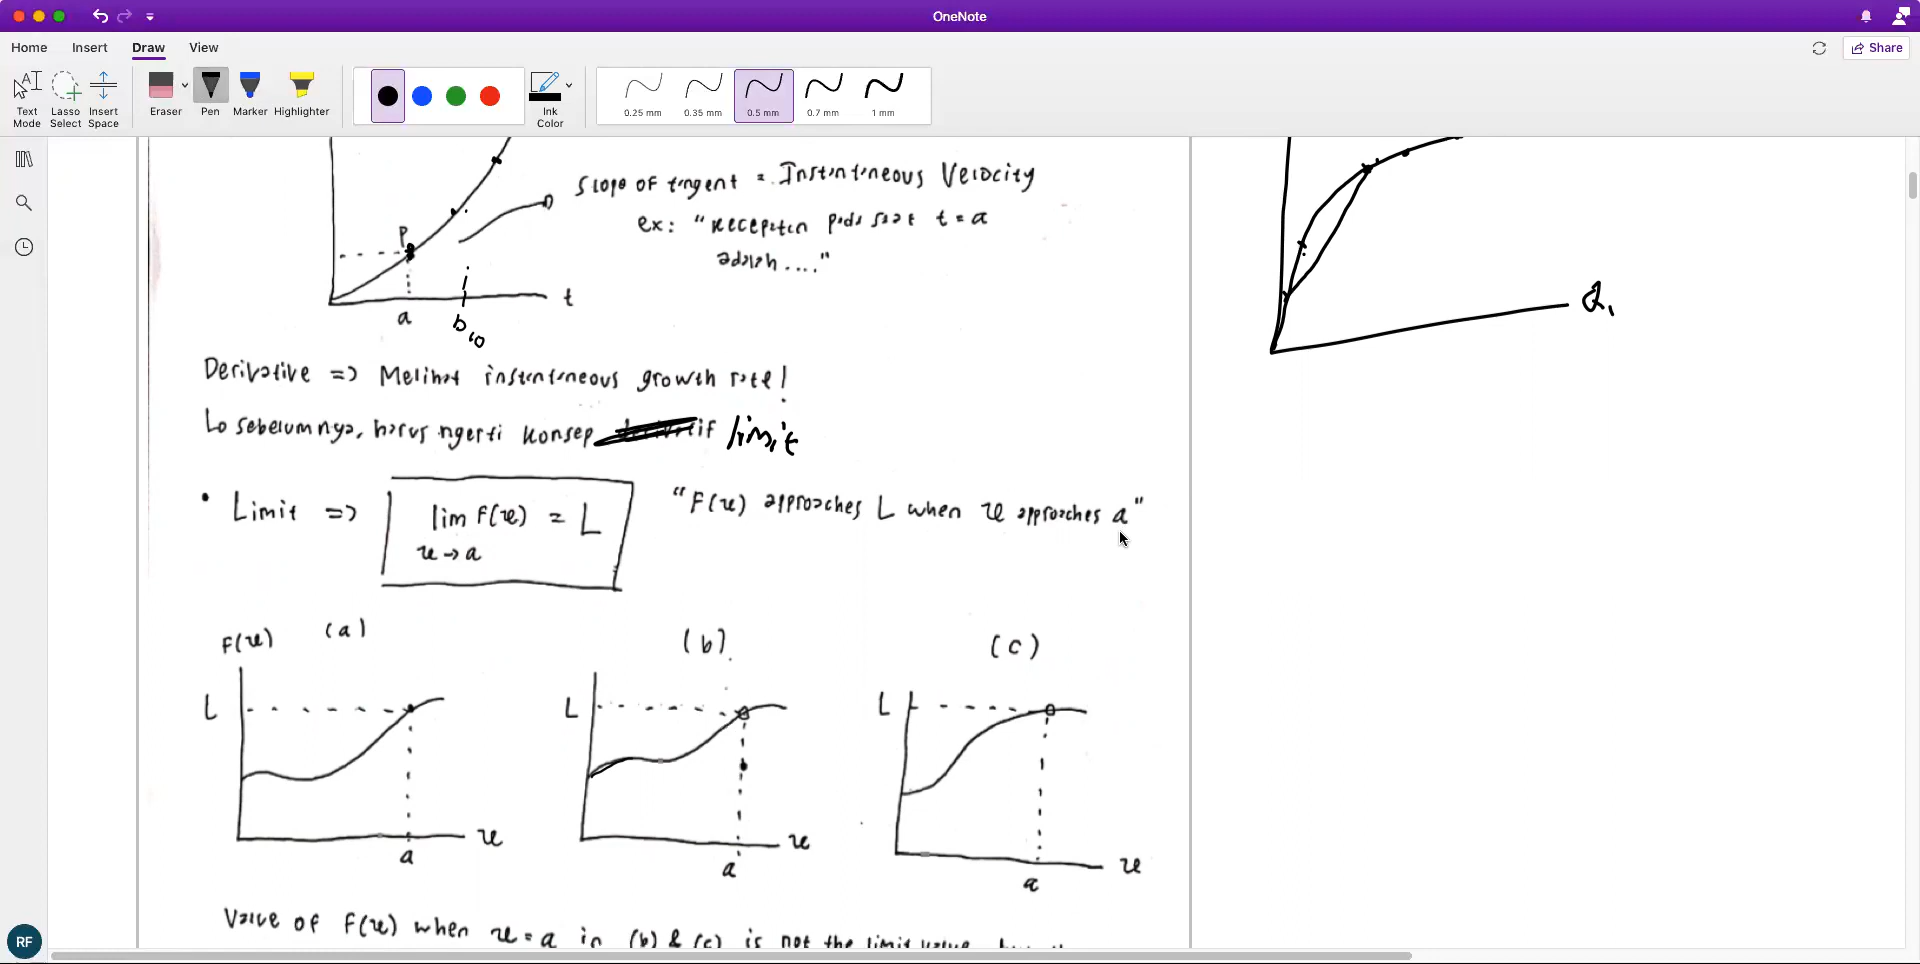 OneNote
Home Insert Draw View
Share
Text Mode
Lasso Select
Insert Space
Eraser
Pen
Marker
Highlighter
Ink Color
0.25 mm
0.35 mm
0.5 mm
0.7 mm
1 mm
Slope of tangent = Instantaneous Velocity
ex: "Kecepatan pada saat t = a
adalah ...."
P
t
a
b
10
Q,
Derivative => Melihat instantaneous growth rate!
Lo sebelumnya, harus ngerti konsep limit
• Limit => lim F(x) = L
x → a
"F(x) approaches L when x approaches a"
F(x) (a)
L
a
x
(b)
L
a
x
(c)
L
a
x
Value of F(x) when x = a in (b) & (c) is not the limit value
RF